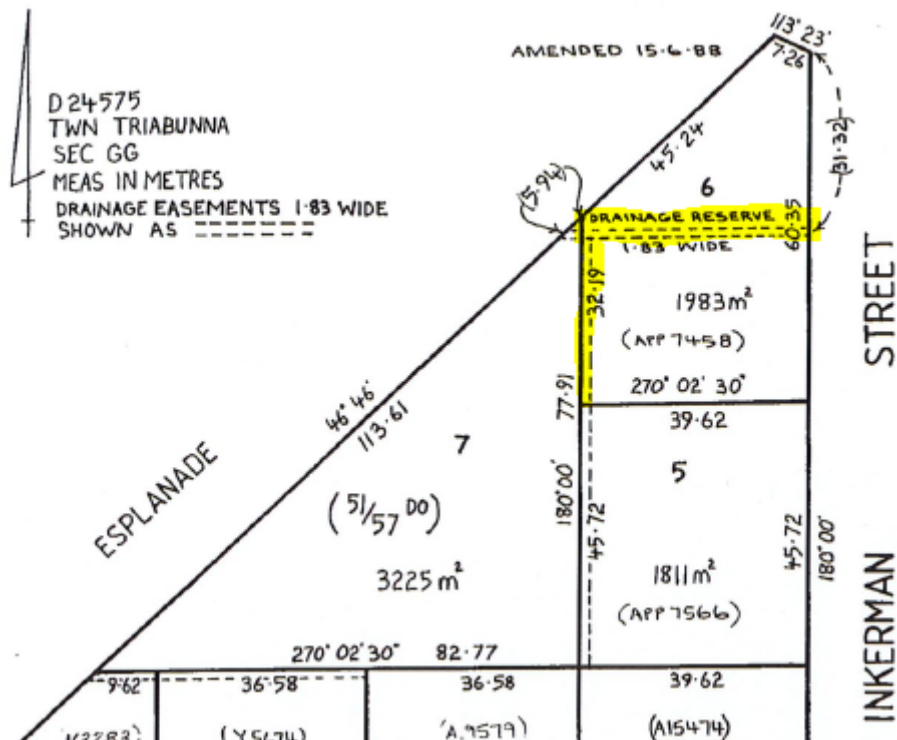 D24575
TWN TRIABUNNA
SEC GG
MEAS IN METRES
DRAINAGE EASEMENTS 1·83 WIDE
SHOWN AS
AMENDED 15·6·88
113° 23'
7·26
(31·32)
45·24
(5·94)
6
DRAINAGE RESERVE
1·83 WIDE
60·35
32·19
1983m²
(APP 7458)
270° 02' 30"
39·62
STREET
46° 46'
113·61
77·91
7
(51/57 DO)
3225m²
ESPLANADE
180°00'
45·72
5
1811m²
(APP 7566)
45·72
180°00'
INKERMAN
270° 02' 30" 82·77
9·62
36·58
36·58
39·62
(A15474)